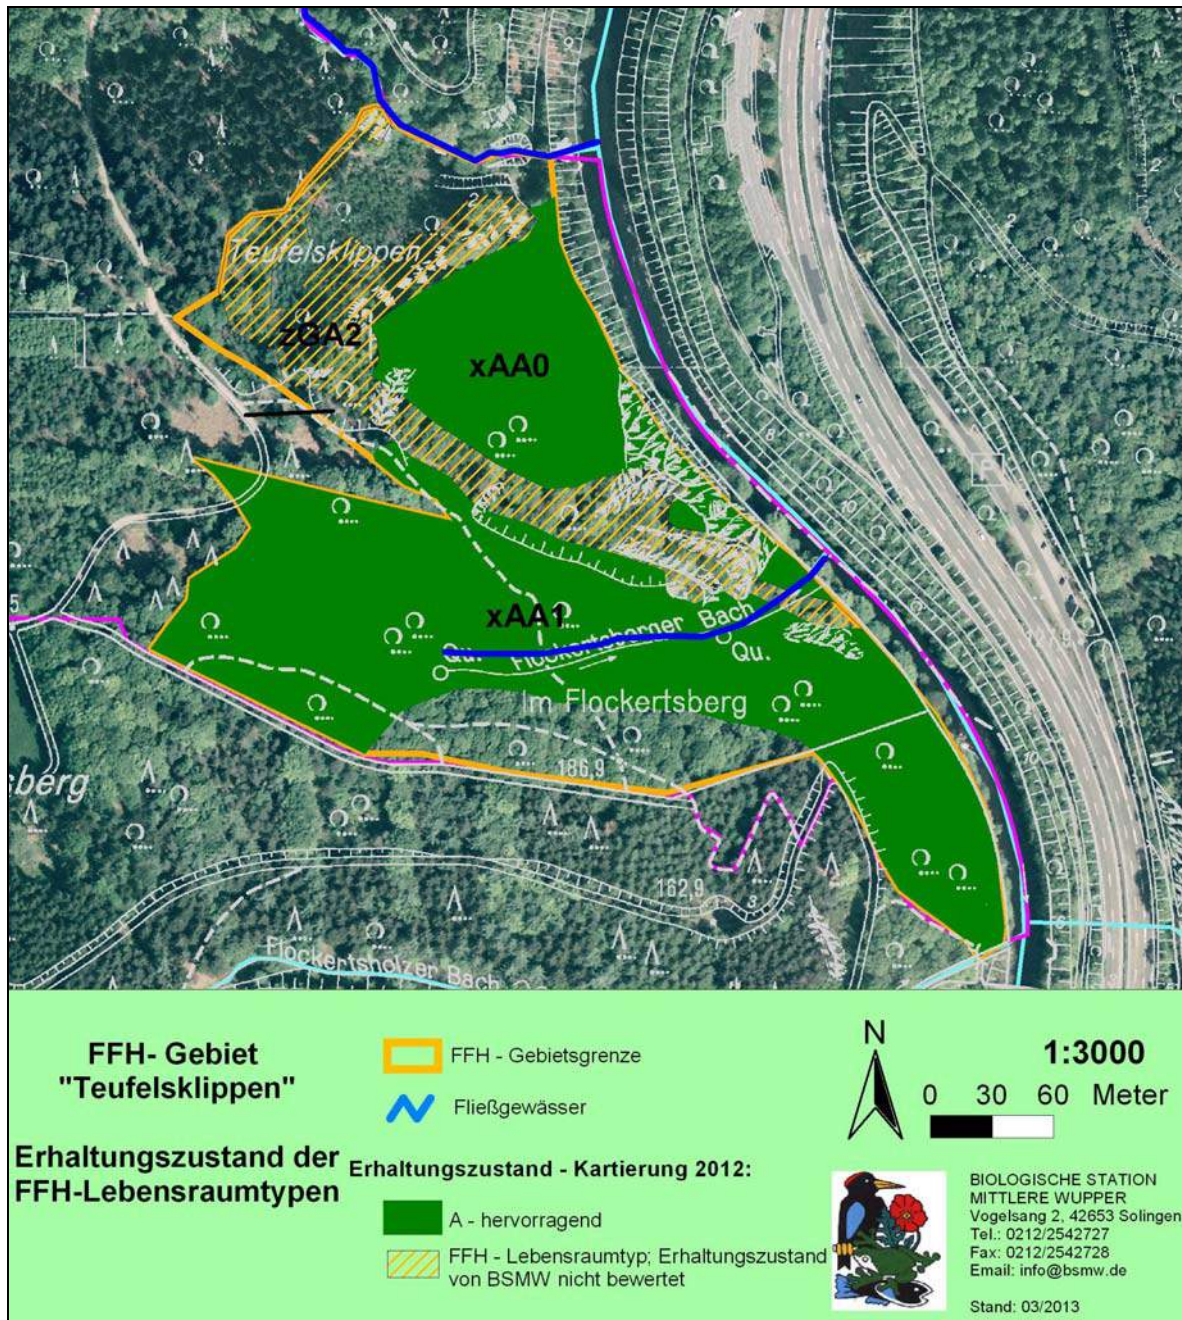 Teufelsklippen
zGA2
xAA0
xAA1
Flockertsberger Bach
Qu.
Qu.
Im Flockertsberg
186,9
sberg
162,9
Flockertsholzer Bach
P
FFH- Gebiet
"Teufelsklippen"
Erhaltungszustand der
FFH-Lebensraumtypen
FFH - Gebietsgrenze
Fließgewässer
Erhaltungszustand - Kartierung 2012:
A - hervorragend
FFH - Lebensraumtyp; Erhaltungszustand
von BSMW nicht bewertet
N
1:3000
0 30 60 Meter
BIOLOGISCHE STATION
MITTLERE WUPPER
Vogelsang 2, 42653 Solingen
Tel.: 0212/2542727
Fax: 0212/2542728
Email: info@bsmw.de
Stand: 03/2013